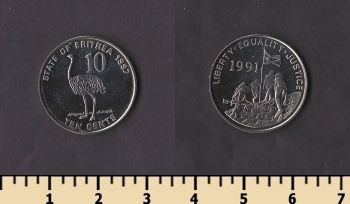 STATE OF ERITREA 1997
10
TEN CENTS
LIBERTY · EQUALITY · JUSTICE
1991
1 2 3 4 5 6 7